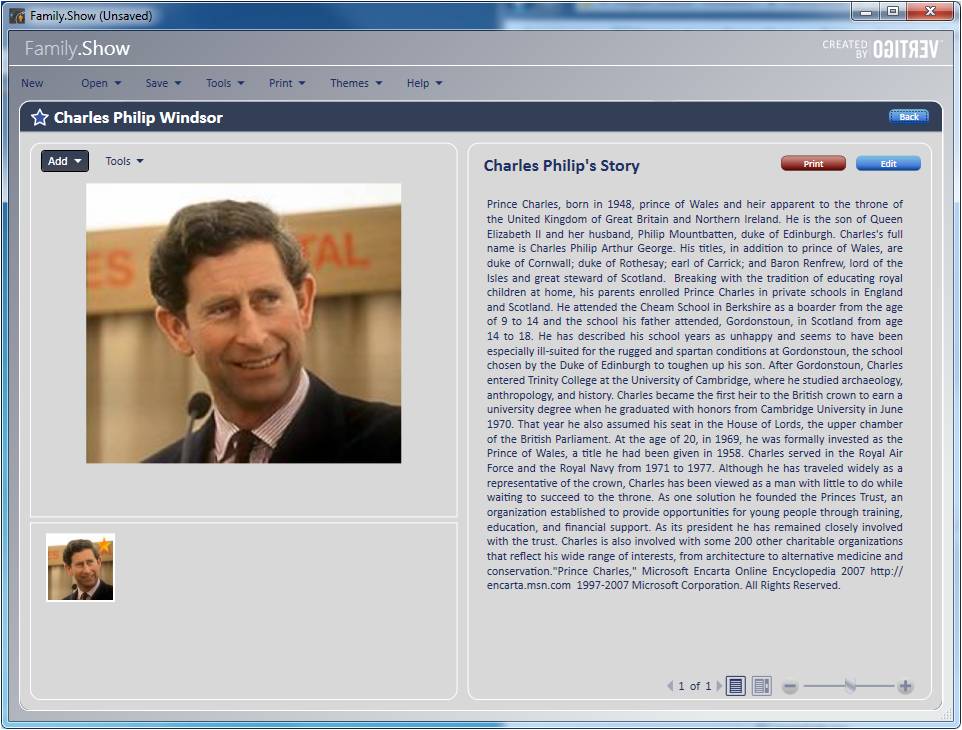 Family.Show (Unsaved)
Family.Show
CREATED BY VERTIGO
New Open Save Tools Print Themes Help
Charles Philip Windsor
Back
Add Tools
ES TAL
Charles Philip's Story
Print Edit
Prince Charles, born in 1948, prince of Wales and heir apparent to the throne of
the United Kingdom of Great Britain and Northern Ireland. He is the son of Queen
Elizabeth II and her husband, Philip Mountbatten, duke of Edinburgh. Charles's full
name is Charles Philip Arthur George. His titles, in addition to prince of Wales, are
duke of Cornwall; duke of Rothesay; earl of Carrick; and Baron Renfrew, lord of the
Isles and great steward of Scotland. Breaking with the tradition of educating royal
children at home, his parents enrolled Prince Charles in private schools in England
and Scotland. He attended the Cheam School in Berkshire as a boarder from the age
of 9 to 14 and the school his father attended, Gordonstoun, in Scotland from age
14 to 18. He has described his school years as unhappy and seems to have been
especially ill-suited for the rugged and spartan conditions at Gordonstoun, the school
chosen by the Duke of Edinburgh to toughen up his son. After Gordonstoun, Charles
entered Trinity College at the University of Cambridge, where he studied archaeology,
anthropology, and history. Charles became the first heir to the British crown to earn a
university degree when he graduated with honors from Cambridge University in June
1970. That year he also assumed his seat in the House of Lords, the upper chamber
of the British Parliament. At the age of 20, in 1969, he was formally invested as the
Prince of Wales, a title he had been given in 1958. Charles served in the Royal Air
Force and the Royal Navy from 1971 to 1977. Although he has traveled widely as a
representative of the crown, Charles has been viewed as a man with little to do while
waiting to succeed to the throne. As one solution he founded the Princes Trust, an
organization established to provide opportunities for young people through training,
education, and financial support. As its president he has remained closely involved
with the trust. Charles is also involved with some 200 other charitable organizations
that reflect his wide range of interests, from architecture to alternative medicine and
conservation."Prince Charles," Microsoft Encarta Online Encyclopedia 2007 http://
encarta.msn.com 1997-2007 Microsoft Corporation. All Rights Reserved.
1 of 1